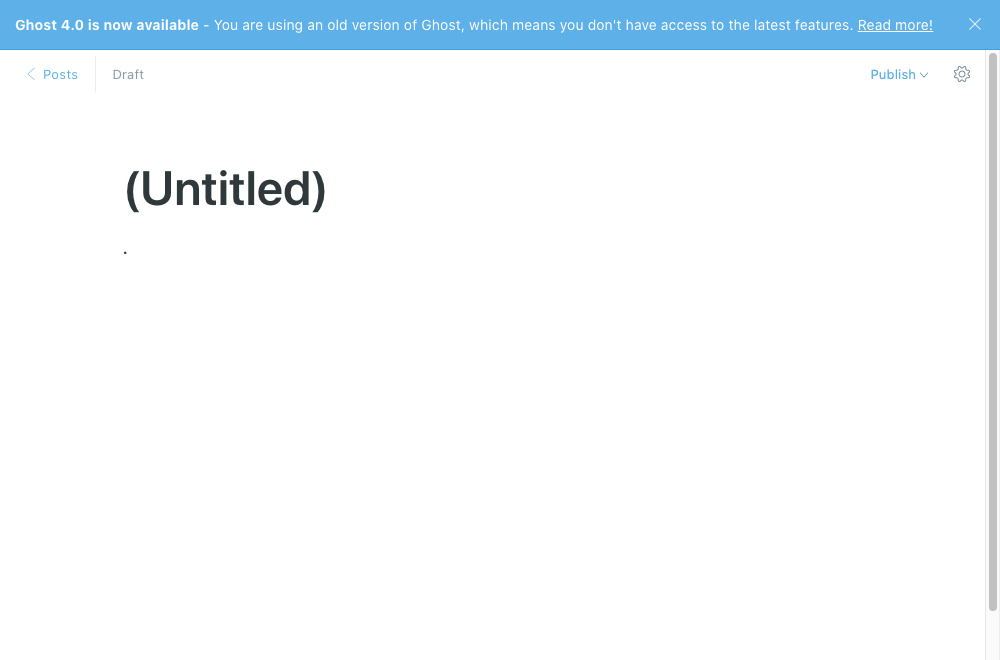 Ghost 4.0 is now available - You are using an old version of Ghost, which means you don't have access to the latest features. Read more!
Posts
Draft
Publish
(Untitled)
.